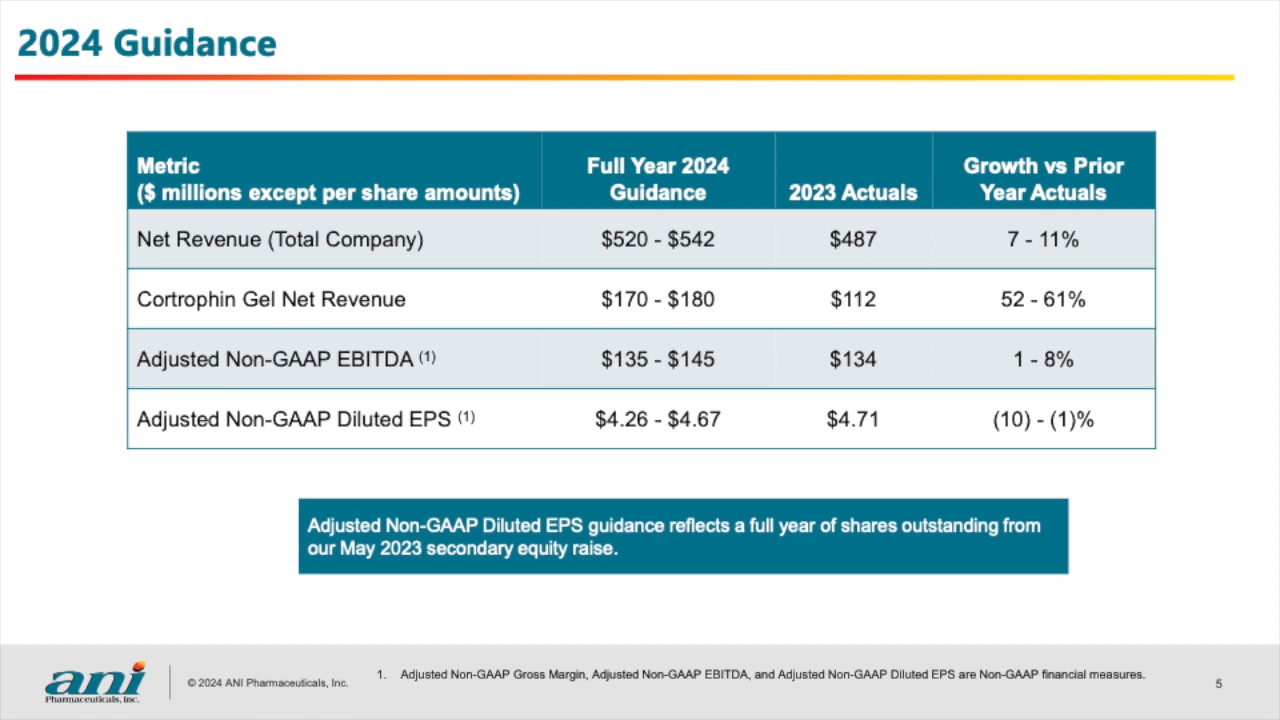 2024 Guidance
Metric
($ millions except per share amounts)
Full Year 2024
Guidance
2023 Actuals
Growth vs Prior
Year Actuals
Net Revenue (Total Company) $520 - $542 $487 7 - 11%
Cortrophin Gel Net Revenue $170 - $180 $112 52 - 61%
Adjusted Non-GAAP EBITDA (1) $135 - $145 $134 1 - 8%
Adjusted Non-GAAP Diluted EPS (1) $4.26 - $4.67 $4.71 (10) - (1)%
Adjusted Non-GAAP Diluted EPS guidance reflects a full year of shares outstanding from
our May 2023 secondary equity raise.
ani
Pharmaceuticals, Inc.
© 2024 ANI Pharmaceuticals, Inc.
1. Adjusted Non-GAAP Gross Margin, Adjusted Non-GAAP EBITDA, and Adjusted Non-GAAP Diluted EPS are Non-GAAP financial measures.
5